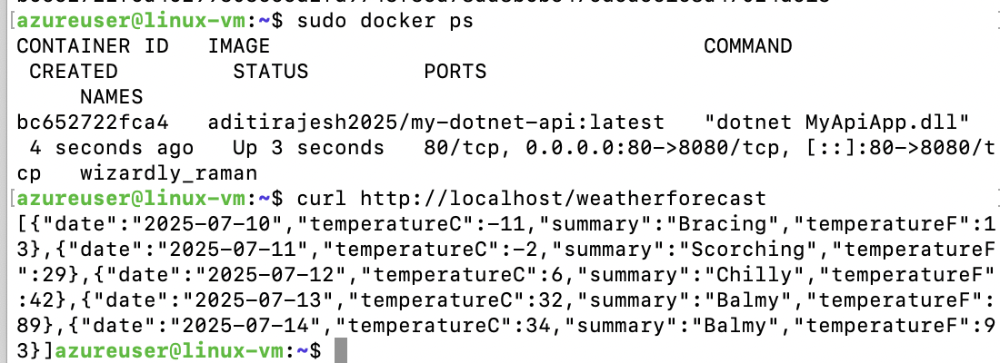 [azureuser@linux-vm:~$ sudo docker ps
CONTAINER ID   IMAGE                                  COMMAND
 CREATED         STATUS         PORTS
     NAMES
bc652722fca4   aditirajesh2025/my-dotnet-api:latest   "dotnet MyApiApp.dll"
 4 seconds ago   Up 3 seconds   80/tcp, 0.0.0.0:80->8080/tcp, [::]:80->8080/t
cp   wizardly_raman
[azureuser@linux-vm:~$ curl http://localhost/weatherforecast
[{"date":"2025-07-10","temperatureC":-11,"summary":"Bracing","temperatureF":1
3},{"date":"2025-07-11","temperatureC":-2,"summary":"Scorching","temperatureF
":29},{"date":"2025-07-12","temperatureC":6,"summary":"Chilly","temperatureF"
:42},{"date":"2025-07-13","temperatureC":32,"summary":"Balmy","temperatureF":
89},{"date":"2025-07-14","temperatureC":34,"summary":"Balmy","temperatureF":9
3}]azureuser@linux-vm:~$